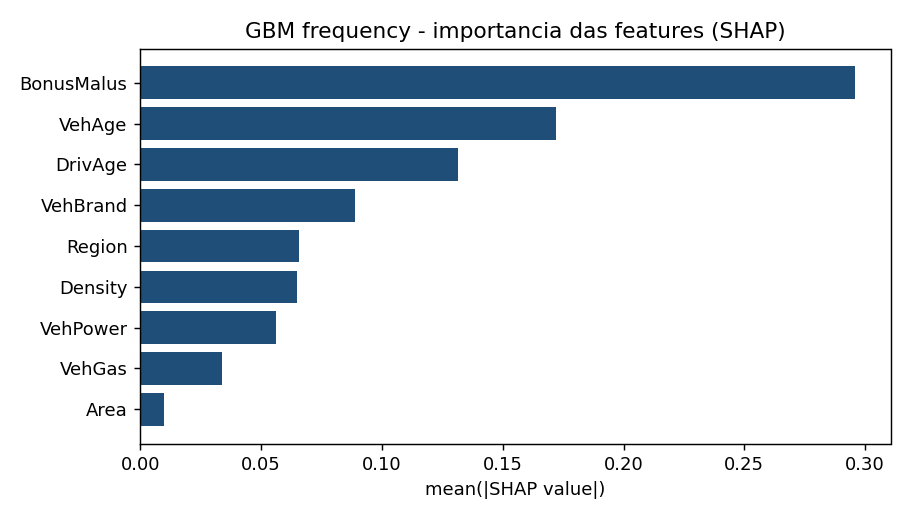 GBM frequency - importancia das features (SHAP)
BonusMalus
VehAge
DrivAge
VehBrand
Region
Density
VehPower
VehGas
Area
0.00 0.05 0.10 0.15 0.20 0.25 0.30
mean(|SHAP value|)